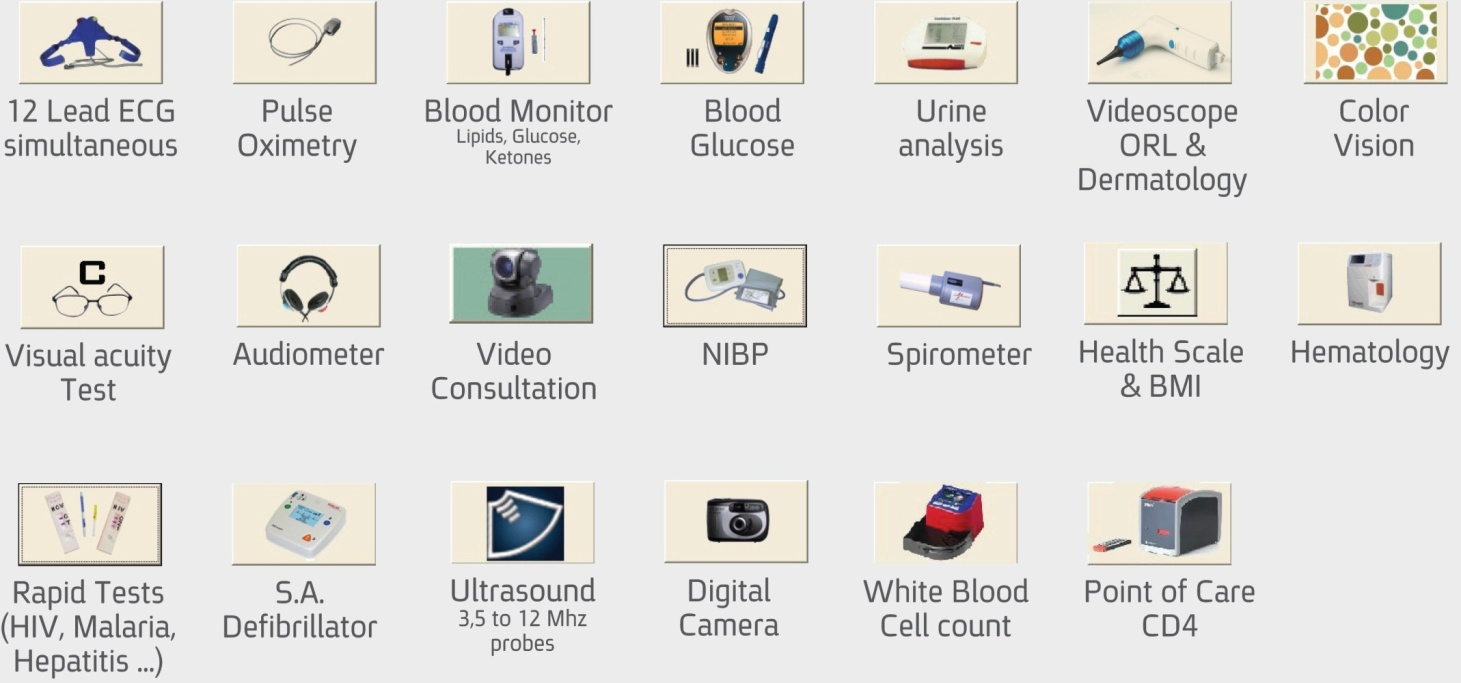 12 Lead ECG
simultaneous
Pulse
Oximetry
Blood Monitor
Lipids, Glucose,
Ketones
Blood
Glucose
Urine
analysis
Videoscope
ORL &
Dermatology
Color
Vision
C
Visual acuity
Test
Audiometer
Video
Consultation
NIBP
Spirometer
Health Scale
& BMI
Hematology
HCV
HIV
Rapid Tests
(HIV, Malaria,
Hepatitis ...)
S.A.
Defibrillator
Ultrasound
3,5 to 12 Mhz
probes
Digital
Camera
White Blood
Cell count
Point of Care
CD4